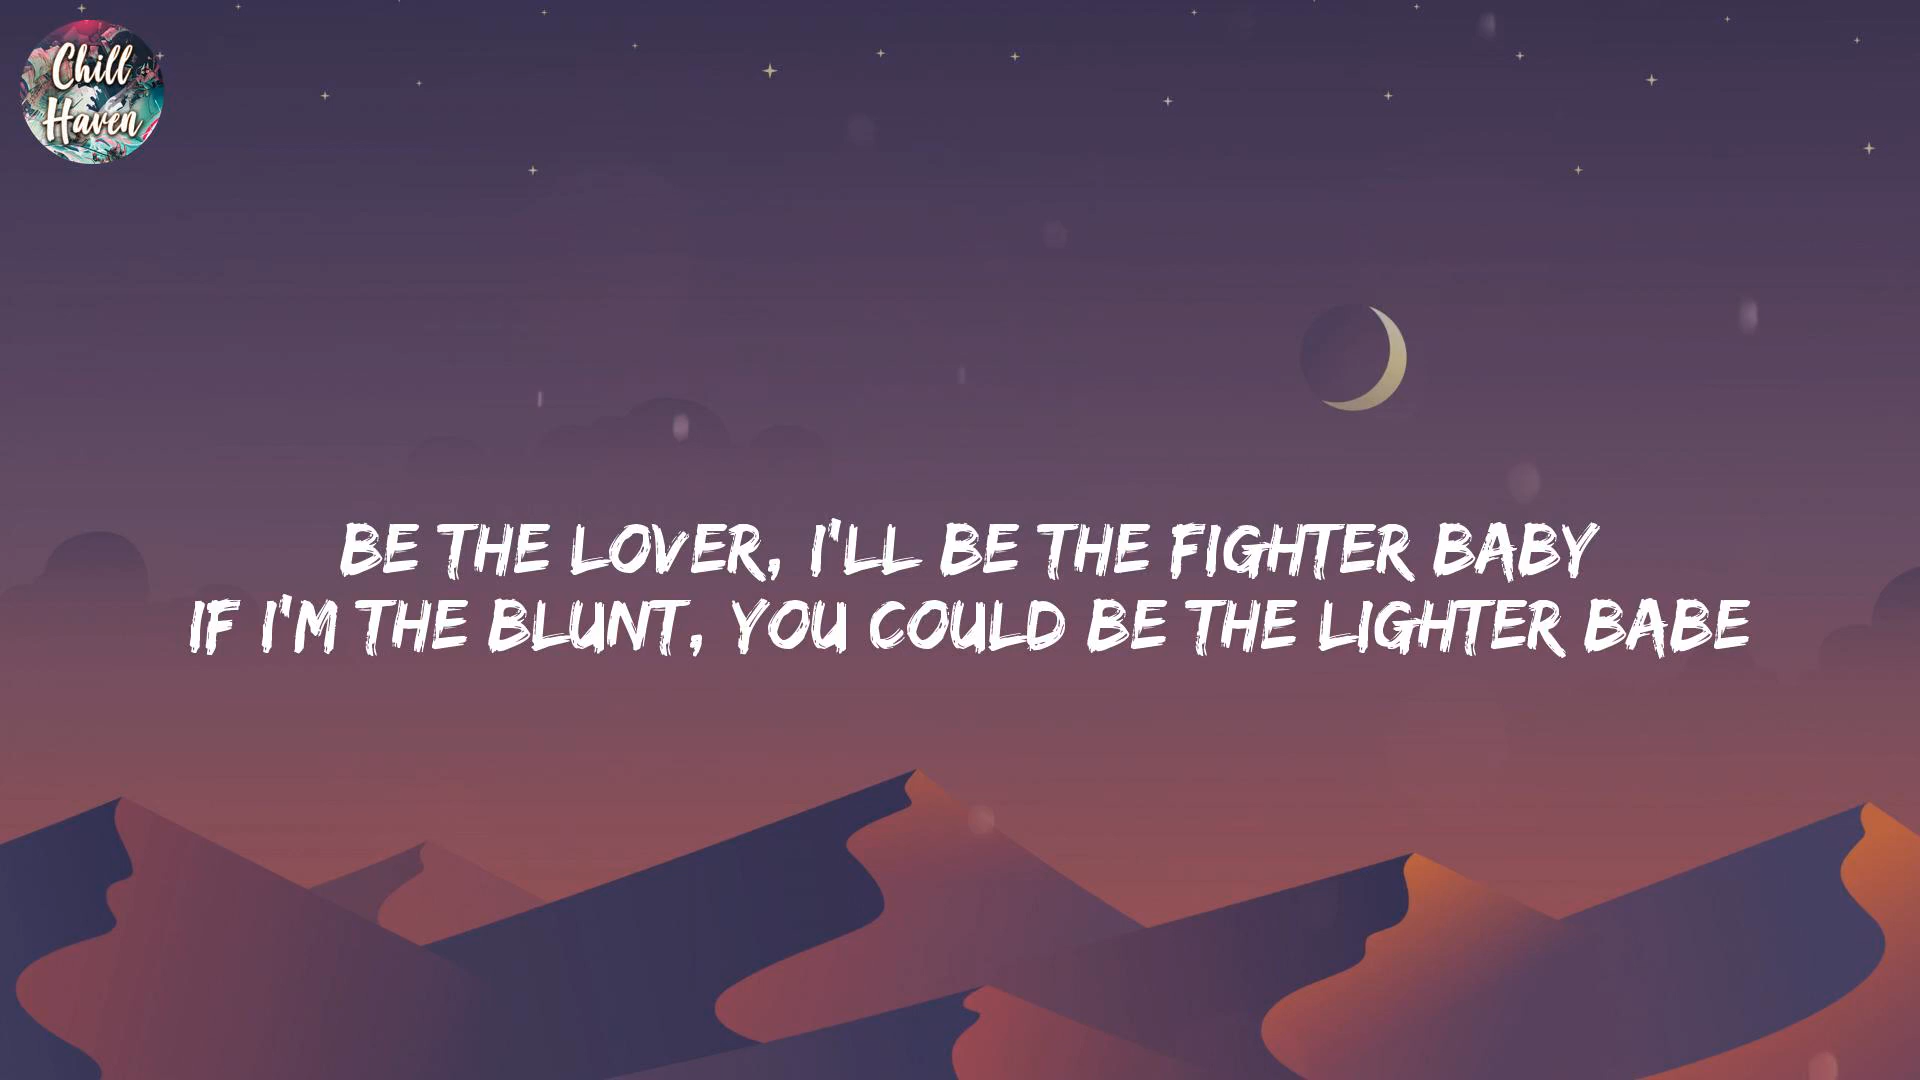 Chill
Haven
BE THE LOVER, I'LL BE THE FIGHTER BABY
IF I'M THE BLUNT, YOU COULD BE THE LIGHTER BABE